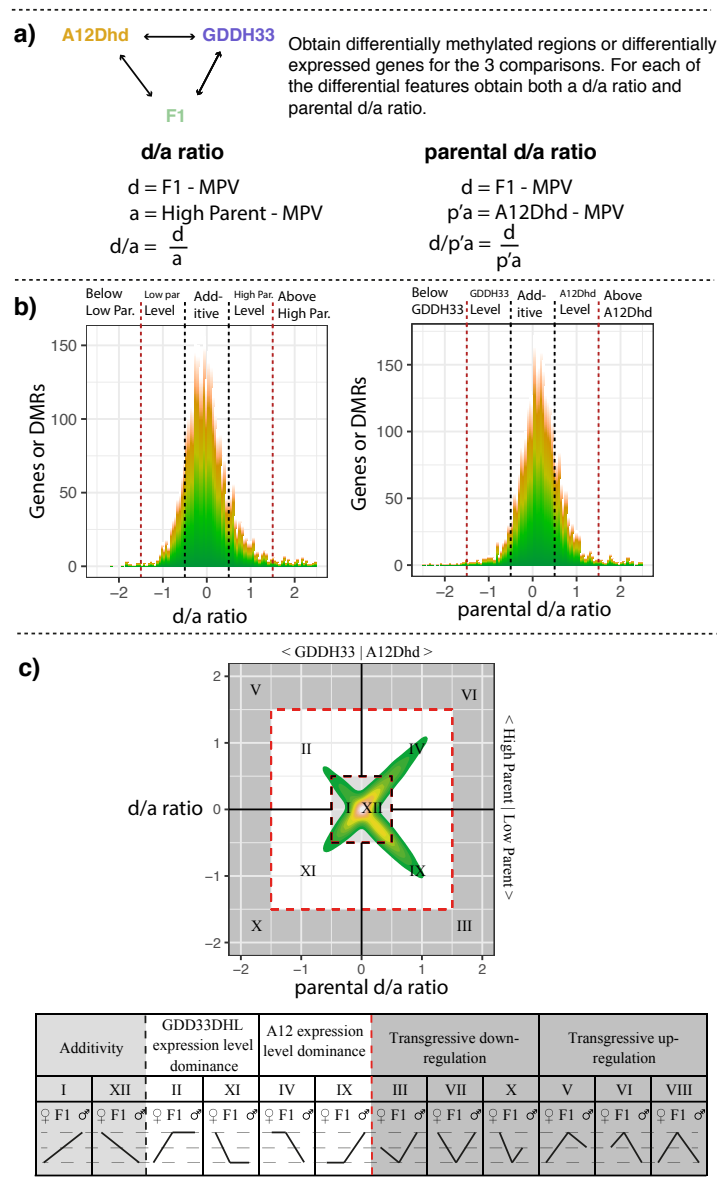 a)
A12Dhd
GDDH33
F1
Obtain differentially methylated regions or differentially
expressed genes for the 3 comparisons. For each of
the differential features obtain both a d/a ratio and
parental d/a ratio.
d/a ratio
d = F1 - MPV
a = High Parent - MPV
d/a = d
a
parental d/a ratio
d = F1 - MPV
p'a = A12Dhd - MPV
d/p'a = d
p'a
b)
Below
Low Par.
Low par
Level
Add-
itive
High Par.
Level
Above
High Par.
150
100
50
0
Genes or DMRs
−2 −1 0 1 2
d/a ratio
Below
GDDH33
GDDH33
Level
Add-
itive
A12Dhd
Level
Above
A12Dhd
150
100
50
0
Genes or DMRs
−2 −1 0 1 2
parental d/a ratio
c)
< GDDH33 | A12Dhd >
< High Parent | Low Parent >
d/a ratio
2
1
0
−1
−2
V VI
II IV
I XII
XI IX
X III
−2 −1 0 1 2
parental d/a ratio
Additivity
GDD33DHL
expression level
dominance
A12 expression
level dominance
Transgressive down-
regulation
Transgressive up-
regulation
I XII II XI IV IX III VII X V VI VIII
♀ F1 ♂ ♀ F1 ♂ ♀ F1 ♂ ♀ F1 ♂ ♀ F1 ♂ ♀ F1 ♂ ♀ F1 ♂ ♀ F1 ♂ ♀ F1 ♂ ♀ F1 ♂ ♀ F1 ♂ ♀ F1 ♂